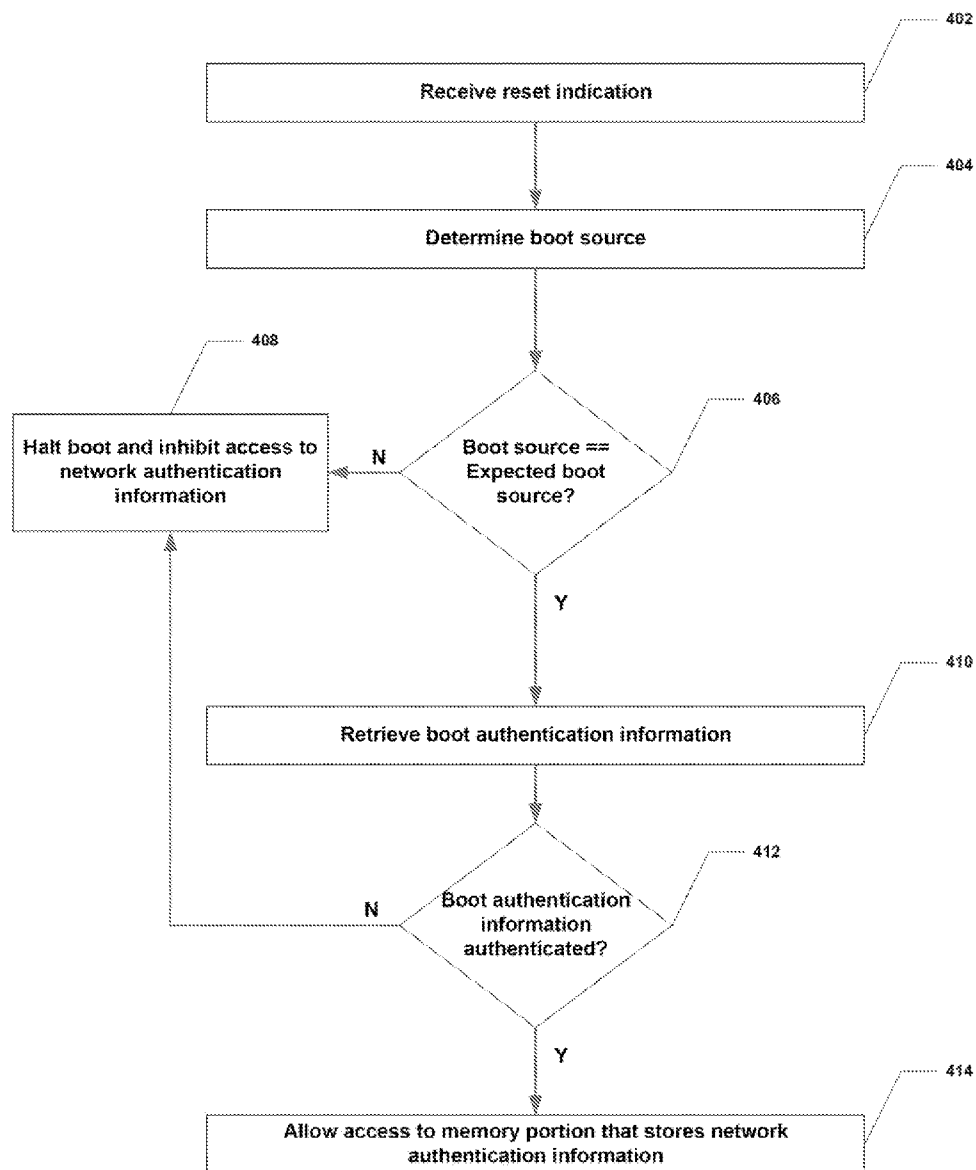 402
Receive reset indication
404
Determine boot source
408
406
Halt boot and inhibit access to
network authentication
information
N
Boot source ==
Expected boot
source?
Y
410
Retrieve boot authentication information
412
N
Boot authentication
information
authenticated?
Y
414
Allow access to memory portion that stores network
authentication information